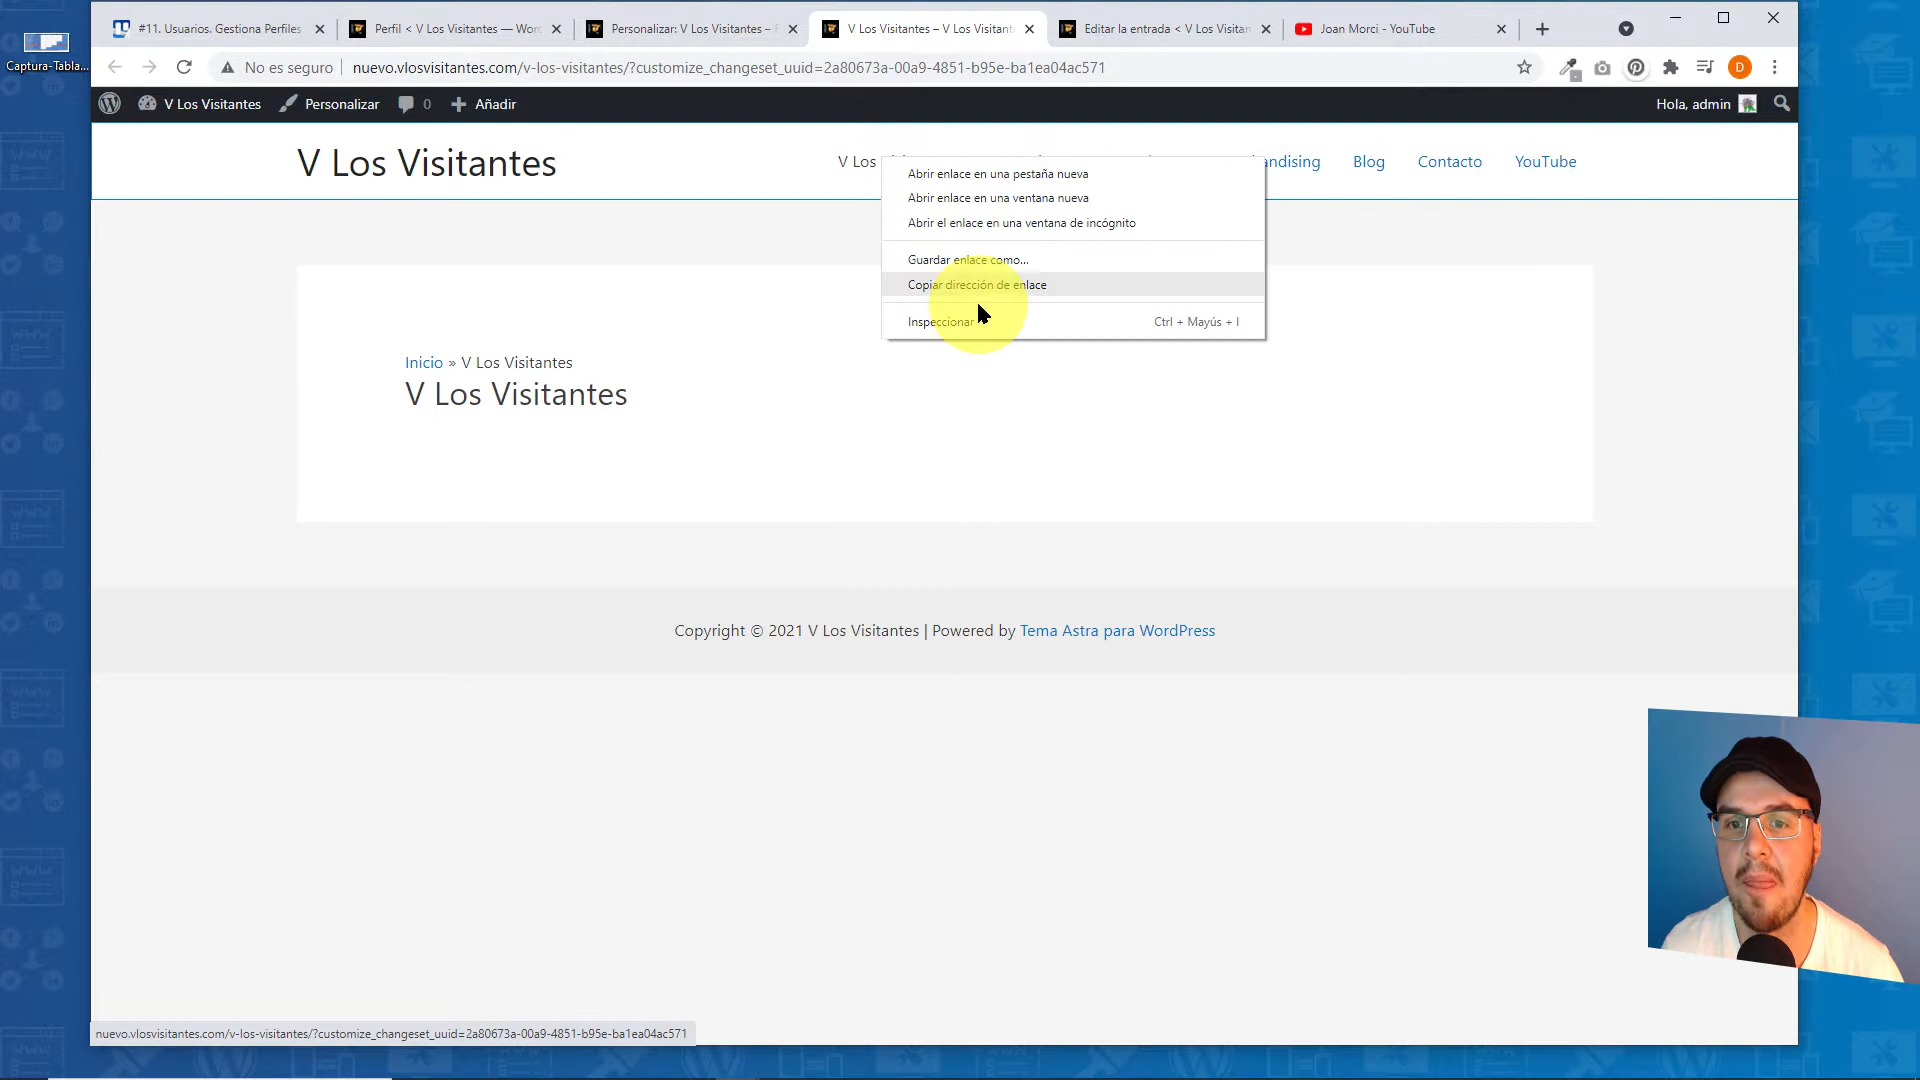 Captura-Tabla...
#11. Usuarios. Gestiona Perfiles
Perfil < V Los Visitantes — Wor
Personalizar: V Los Visitantes –
V Los Visitantes – V Los Visitant
Editar la entrada < V Los Visitan
Joan Morci - YouTube
No es seguro
nuevo.vlosvisitantes.com/v-los-visitantes/?customize_changeset_uuid=2a80673a-00a9-4851-b95e-ba1ea04ac571
D
V Los Visitantes
Personalizar
0
Añadir
Hola, admin
V Los Visitantes
V Los
andising
Blog
Contacto
YouTube
Abrir enlace en una pestaña nueva
Abrir enlace en una ventana nueva
Abrir el enlace en una ventana de incógnito
Guardar enlace como...
Copiar dirección de enlace
Inspeccionar
Ctrl + Mayús + I
Inicio » V Los Visitantes
V Los Visitantes
Copyright © 2021 V Los Visitantes | Powered by Tema Astra para WordPress
nuevo.vlosvisitantes.com/v-los-visitantes/?customize_changeset_uuid=2a80673a-00a9-4851-b95e-ba1ea04ac571